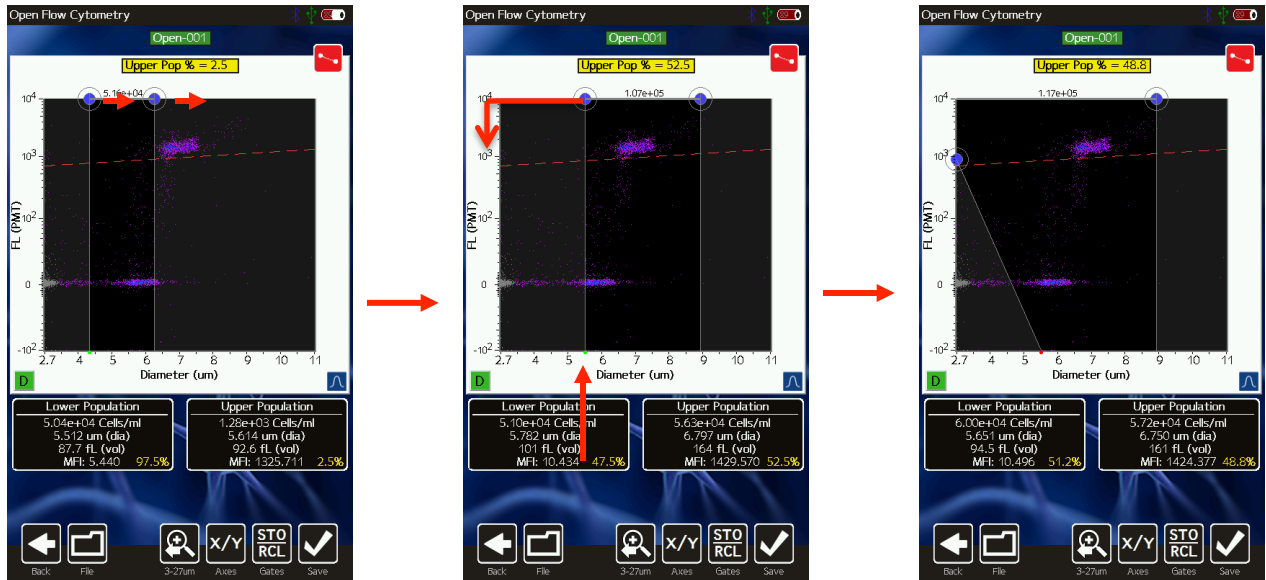 Open Flow Cytometry
Open-001
Upper Pop % = 2.5
5.16e+04
10^4
10^3
10^2
0
-10^2
FL (PMT)
2.7 4 5 6 7 8 9 10 11
Diameter (um)
D
Lower Population
5.04e+04 Cells/ml
5.512 um (dia)
87.7 fL (vol)
MFI: 5.440 97.5%
Upper Population
1.28e+03 Cells/ml
5.614 um (dia)
92.6 fL (vol)
MFI: 1325.711 2.5%
Back File 3-27um X/Y Axes STO RCL Gates Save
Open Flow Cytometry
89
Open-001
Upper Pop % = 52.5
1.07e+05
10^4
10^3
10^2
0
-10^2
FL (PMT)
2.7 4 5 6 7 8 9 10 11
Diameter (um)
D
Lower Population
5.10e+04 Cells/ml
5.782 um (dia)
101 fL (vol)
MFI: 10.434 47.5%
Upper Population
5.63e+04 Cells/ml
6.797 um (dia)
164 fL (vol)
MFI: 1429.570 52.5%
Back File 3-27um X/Y Axes STO RCL Gates Save
Open Flow Cytometry
89
Open-001
Upper Pop % = 48.8
1.17e+05
10^4
10^3
10^2
0
-10^2
FL (PMT)
2.7 4 5 6 7 8 9 10 11
Diameter (um)
D
Lower Population
6.00e+04 Cells/ml
5.651 um (dia)
94.5 fL (vol)
MFI: 10.496 51.2%
Upper Population
5.72e+04 Cells/ml
6.750 um (dia)
161 fL (vol)
MFI: 1424.377 48.8%
Back File 3-27um X/Y Axes STO RCL Gates Save